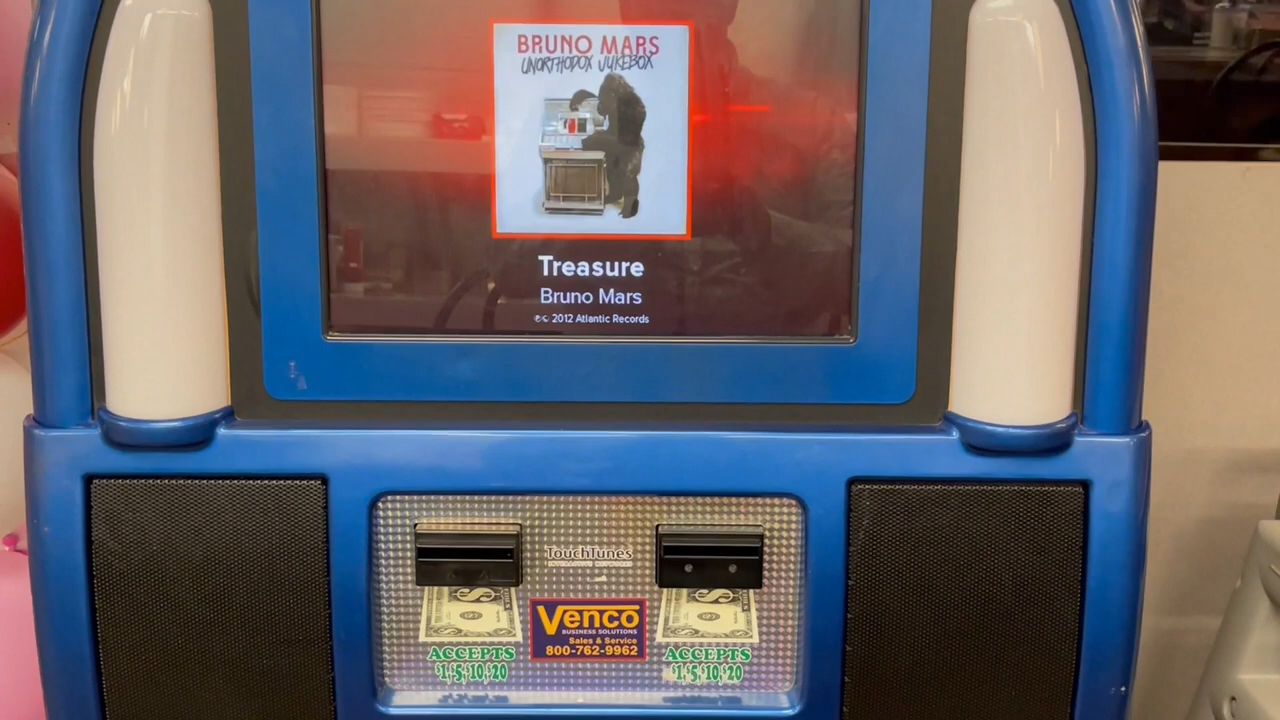 BRUNO MARS
UNORTHODOX JUKEBOX
Treasure
Bruno Mars
℗© 2012 Atlantic Records
TouchTunes
Venco
BUSINESS SOLUTIONS
Sales & Service
800-762-9962
ACCEPTS
$1,$5,$10,$20
ACCEPTS
$1,$5,$10,$20